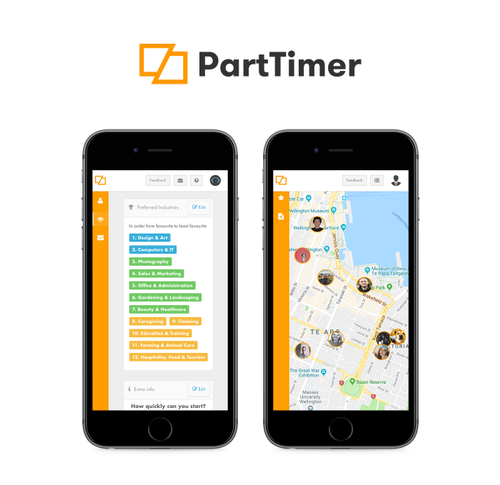 PartTimer
Feedback
Preferred Industries
Edit
In order from favourite to least favourite
1. Design & Art
2. Computers & IT
3. Photography
4. Sales & Marketing
5. Office & Administration
6. Gardening & Landscaping
7. Beauty & Healthcare
8. Caregiving
9. Cleaning
10. Education & Training
11. Farming & Animal Care
12. Hospitality, Food & Tourism
Extra info
Edit
How quickly can you start?
Feedback
ble Car
Wellington Museum
Museum of New
Te Papa Tongarew
TE ARO
The Great War
Exhibition
Massey
University
Wellington
Basin Reserve